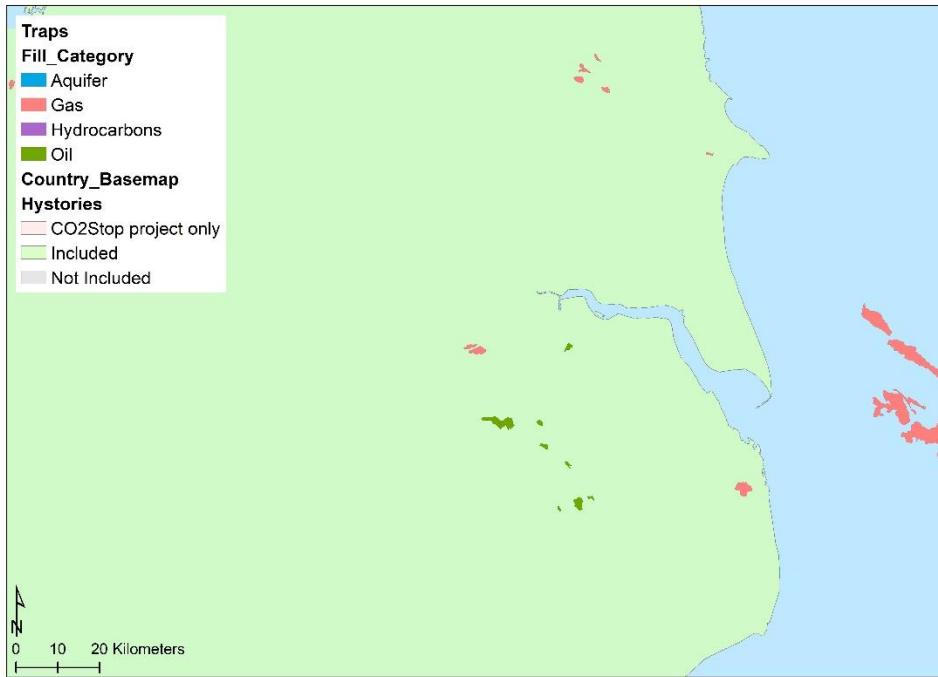 Traps
Fill_Category
Aquifer
Gas
Hydrocarbons
Oil
Country_Basemap
Hystories
CO2Stop project only
Included
Not Included
N
0 10 20 Kilometers